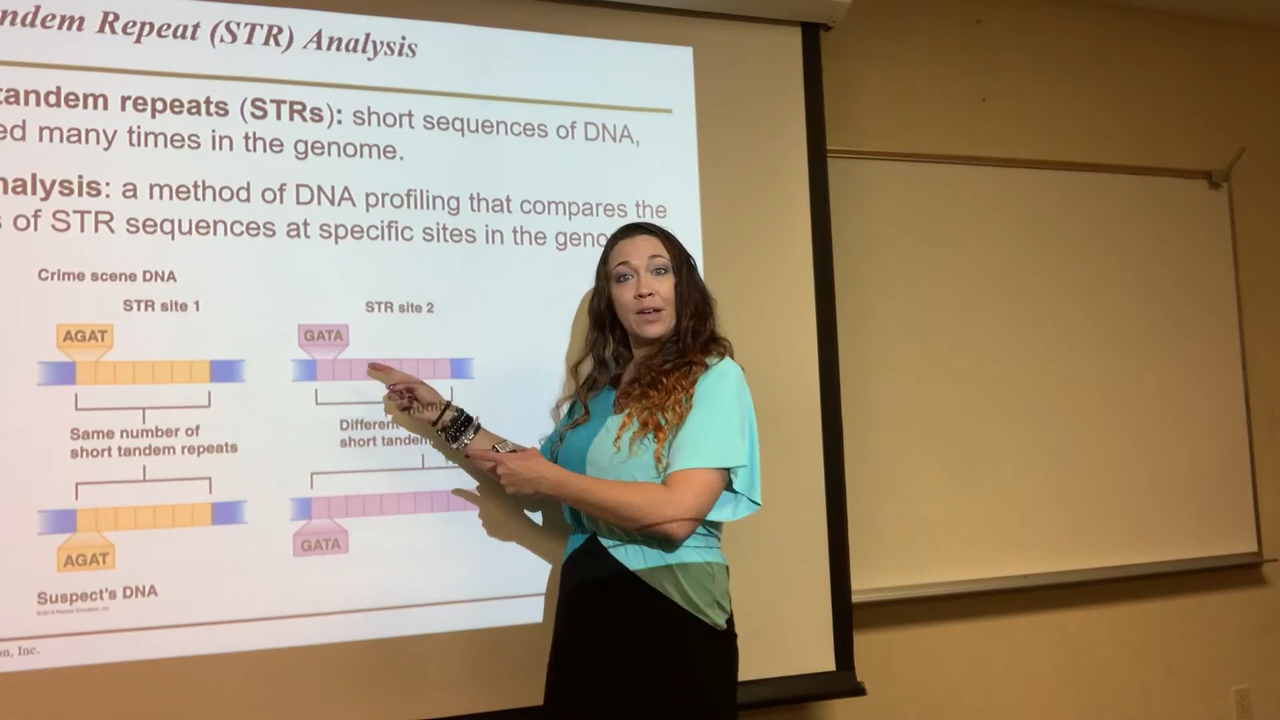 ndem Repeat (STR) Analysis
tandem repeats (STRs): short sequences of DNA,
ed many times in the genome.
nalysis: a method of DNA profiling that compares the
s of STR sequences at specific sites in the geno
Crime scene DNA
STR site 1
STR site 2
AGAT
GATA
Same number of
short tandem repeats
Different numb
short tandem
GATA
AGAT
Suspect's DNA
on, Inc.